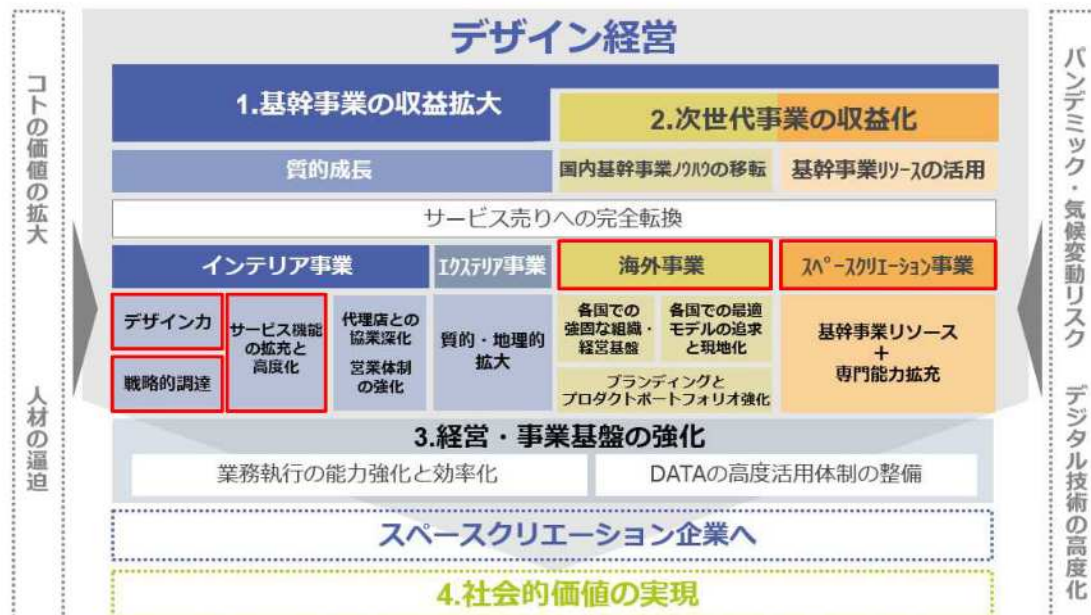 デザイン経営
コトの価値の拡大
人材の逼迫
1.基幹事業の収益拡大
2.次世代事業の収益化
質的成長
国内基幹事業ﾉｳﾊｳの移転
基幹事業ﾘｿｰｽの活用
サービス売りへの完全転換
インテリア事業
ｴｸｽﾃﾘｱ事業
海外事業
ｽﾍﾟｰｽｸﾘｴｰｼｮﾝ事業
デザイン力
戦略的調達
サービス機能
の拡充と
高度化
代理店との
協業深化
営業体制
の強化
質的・地理的
拡大
各国での
強固な組織・
経営基盤
各国での最適
モデルの追求
と現地化
ブランディングと
プロダクトポートフォリオ強化
基幹事業リソース
+
専門能力拡充
3.経営・事業基盤の強化
業務執行の能力強化と効率化
DATAの高度活用体制の整備
スペースクリエーション企業へ
4.社会的価値の実現
パンデミック・気候変動リスク
デジタル技術の高度化